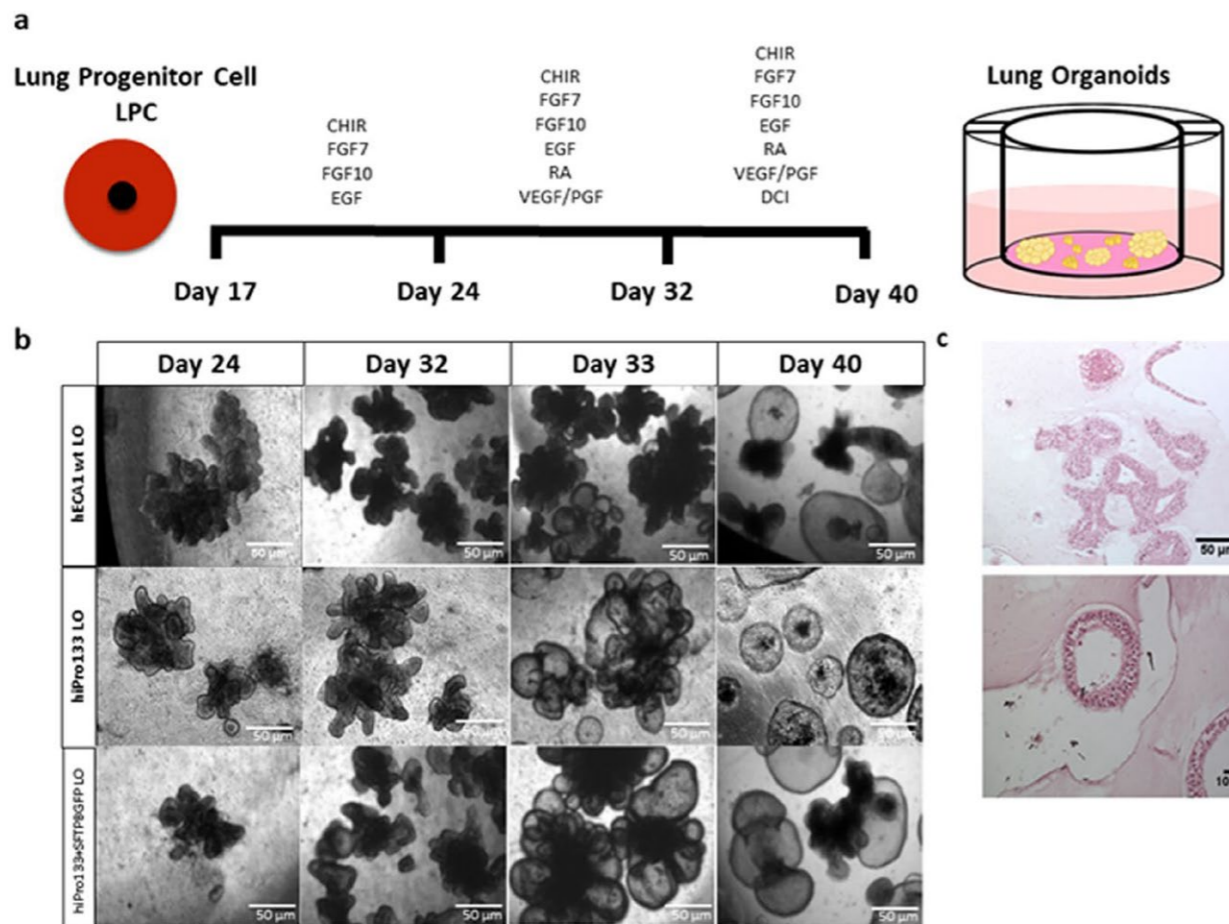 a
Lung Progenitor Cell
LPC
CHIR
FGF7
FGF10
EGF
CHIR
FGF7
FGF10
EGF
RA
VEGF/PGF
CHIR
FGF7
FGF10
EGF
RA
VEGF/PGF
DCI
Lung Organoids
Day 17
Day 24
Day 32
Day 40
b
Day 24
Day 32
Day 33
Day 40
c
hECA1 wt LO
50 µm
50 µm
50 µm
50 µm
50 µm
hiPro133 LO
50 µm
50 µm
50 µm
50 µm
hiPro133+SFTPBGFP LO
50 µm
50 µm
50 µm
50 µm
10